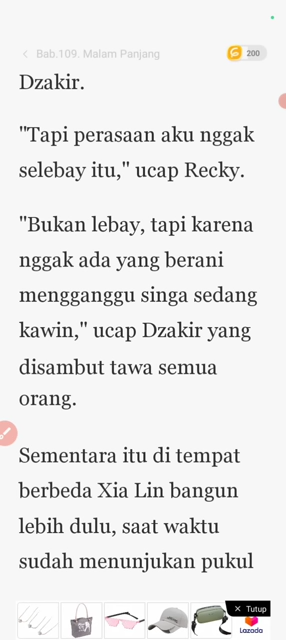 Bab.109. Malam Panjang
200
Dzakir.
"Tapi perasaan aku nggak
selebay itu," ucap Recky.
"Bukan lebay, tapi karena
nggak ada yang berani
mengganggu singa sedang
kawin," ucap Dzakir yang
disambut tawa semua
orang.
Sementara itu di tempat
berbeda Xia Lin bangun
lebih dulu, saat waktu
sudah menunjukan pukul
Tutup
Lazada